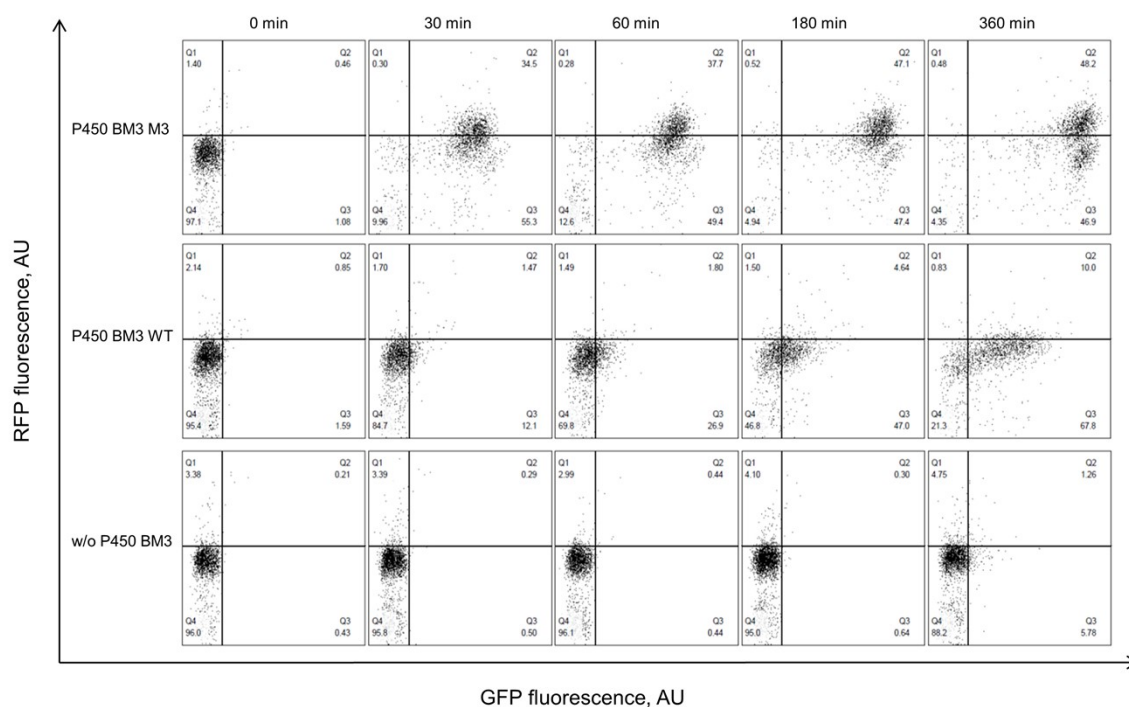 0 min 30 min 60 min 180 min 360 min
Q1 Q2 Q1 Q2 Q1 Q2 Q1 Q2 Q1 Q2
1.40 0.46 0.30 34.5 0.28 37.7 0.52 47.1 0.48 48.2
P450 BM3 M3
Q4 Q3 Q4 Q3 Q4 Q3 Q4 Q3 Q4 Q3
97.1 1.08 9.96 55.3 12.6 49.4 4.94 47.4 4.35 46.9
Q1 Q2 Q1 Q2 Q1 Q2 Q1 Q2 Q1 Q2
2.14 0.85 1.70 1.47 1.49 1.80 1.50 4.64 0.83 10.0
P450 BM3 WT
Q4 Q3 Q4 Q3 Q4 Q3 Q4 Q3 Q4 Q3
95.4 1.59 84.7 12.1 69.8 26.9 46.8 47.0 21.3 67.8
Q1 Q2 Q1 Q2 Q1 Q2 Q1 Q2 Q1 Q2
3.38 0.21 3.39 0.29 2.99 0.44 4.10 0.30 4.75 1.26
w/o P450 BM3
Q4 Q3 Q4 Q3 Q4 Q3 Q4 Q3 Q4 Q3
96.0 0.43 95.8 0.50 96.1 0.44 95.0 0.64 88.2 5.78
RFP fluorescence, AU
GFP fluorescence, AU